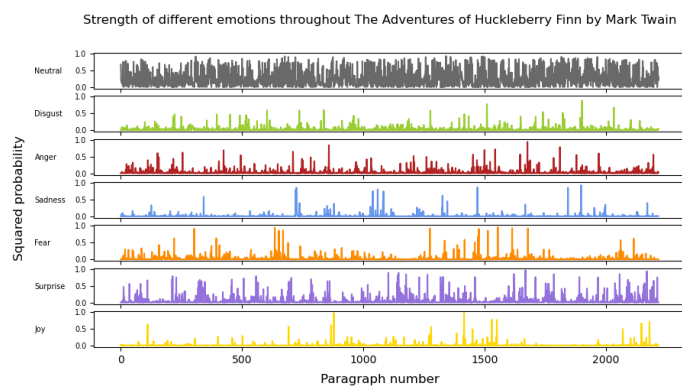 Strength of different emotions throughout The Adventures of Huckleberry Finn by Mark Twain
Squared probability
Neutral
1.0
0.5
0.0
Disgust
1.0
0.5
0.0
Anger
1.0
0.5
0.0
Sadness
1.0
0.5
0.0
Fear
1.0
0.5
0.0
Surprise
1.0
0.5
0.0
Joy
1.0
0.5
0.0
0
500
1000
1500
2000
Paragraph number